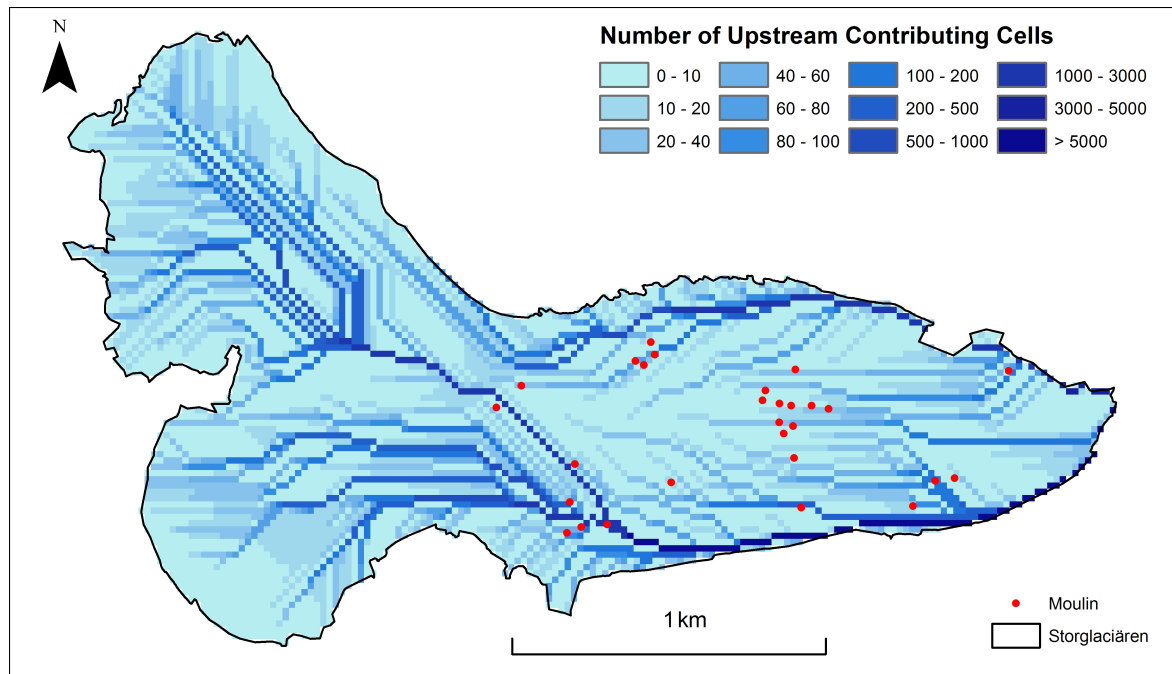 N
Number of Upstream Contributing Cells
0 - 10 40 - 60 100 - 200 1000 - 3000
10 - 20 60 - 80 200 - 500 3000 - 5000
20 - 40 80 - 100 500 - 1000 > 5000
Moulin
1 km
Storglaciären